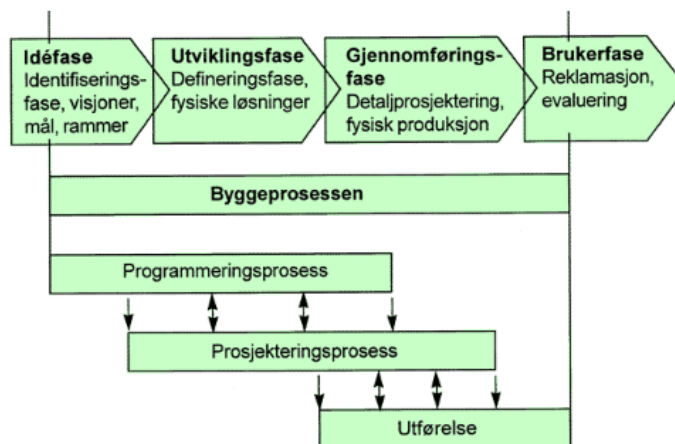 Idéfase
Identifiserings-
fase, visjoner,
mål, rammer
Utviklingsfase
Defineringsfase,
fysiske løsninger
Gjennomførings-
fase
Detaljprosjektering,
fysisk produksjon
Brukerfase
Reklamasjon,
evaluering
Byggeprosessen
Programmeringsprosess
Prosjekteringsprosess
Utførelse